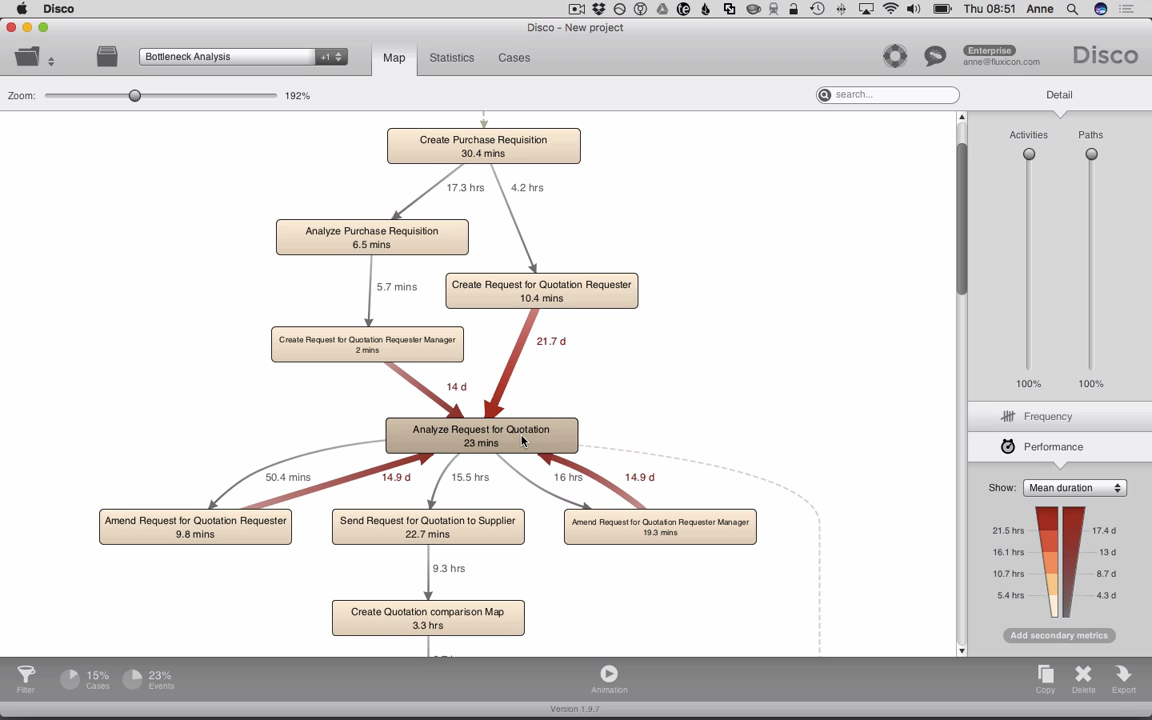 Disco
Thu 08:51 Anne
Disco - New project
Bottleneck Analysis
+1
Map
Statistics
Cases
Enterprise
anne@fluxicon.com
Disco
Zoom:
192%
search...
Detail
Create Purchase Requisition
30.4 mins
17.3 hrs
4.2 hrs
Analyze Purchase Requisition
6.5 mins
5.7 mins
Create Request for Quotation Requester
10.4 mins
Create Request for Quotation Requester Manager
2 mins
21.7 d
14 d
Analyze Request for Quotation
23 mins
50.4 mins
14.9 d
15.5 hrs
16 hrs
14.9 d
Amend Request for Quotation Requester
9.8 mins
Send Request for Quotation to Supplier
22.7 mins
Amend Request for Quotation Requester Manager
19.3 mins
9.3 hrs
Create Quotation comparison Map
3.3 hrs
Activities
Paths
100%
100%
Frequency
Performance
Show:
Mean duration
21.5 hrs
17.4 d
16.1 hrs
13 d
10.7 hrs
8.7 d
5.4 hrs
4.3 d
Add secondary metrics
Filter
15%
Cases
23%
Events
Animation
Copy
Delete
Export
Version 1.9.7